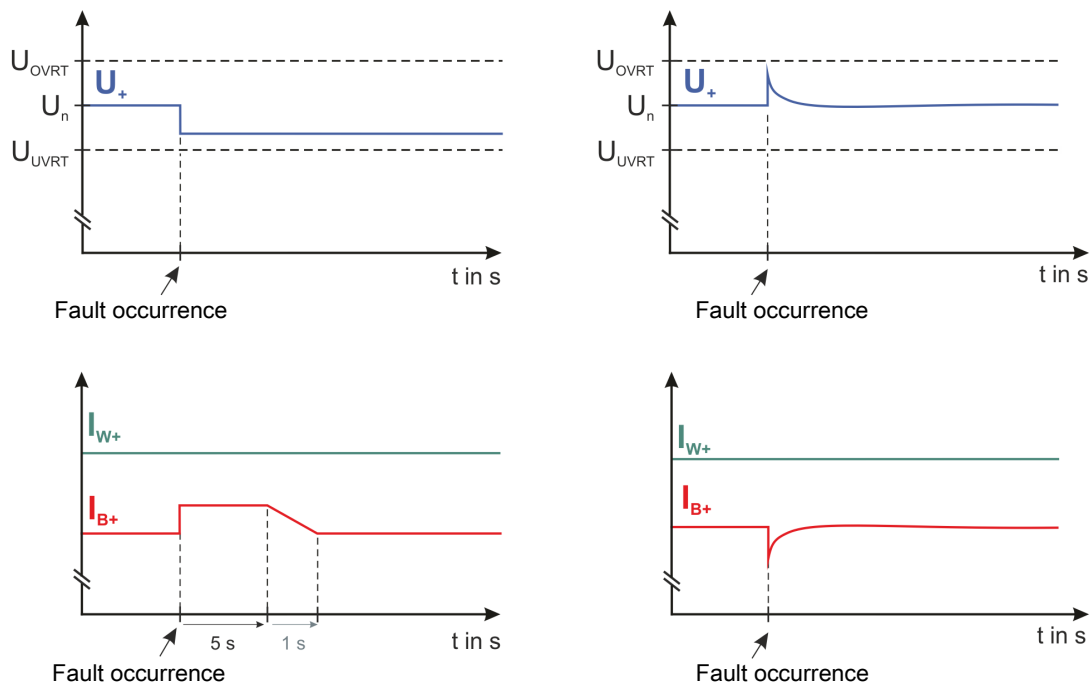 U_OVRT
U_+
U_n
U_UVRT
t in s
Fault occurrence
U_OVRT
U_+
U_n
U_UVRT
t in s
Fault occurrence
I_W+
I_B+
5 s
1 s
t in s
Fault occurrence
I_W+
I_B+
t in s
Fault occurrence